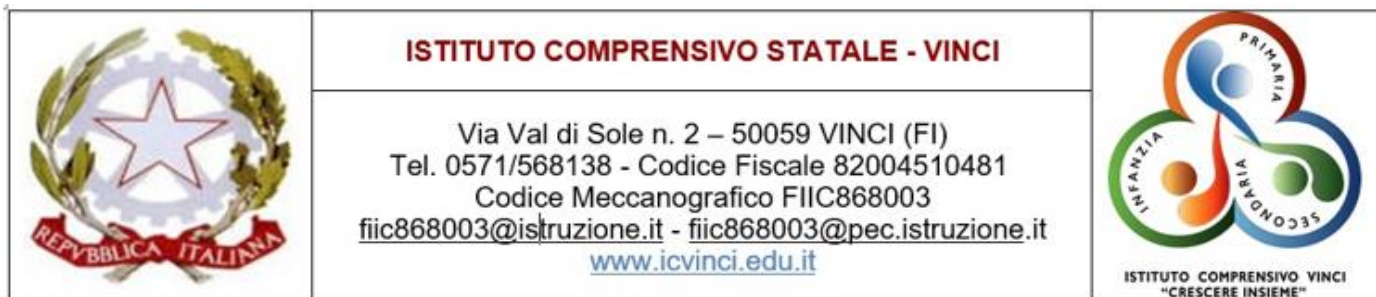 REPVBBLICA ITALIANA
ISTITUTO COMPRENSIVO STATALE - VINCI
Via Val di Sole n. 2 – 50059 VINCI (FI)
Tel. 0571/568138 - Codice Fiscale 82004510481
Codice Meccanografico FIIC868003
fiic868003@istruzione.it - fiic868003@pec.istruzione.it
www.icvinci.edu.it
PRIMARIA
INFANZIA
SECONDARIA
ISTITUTO COMPRENSIVO VINCI
"CRESCERE INSIEME"